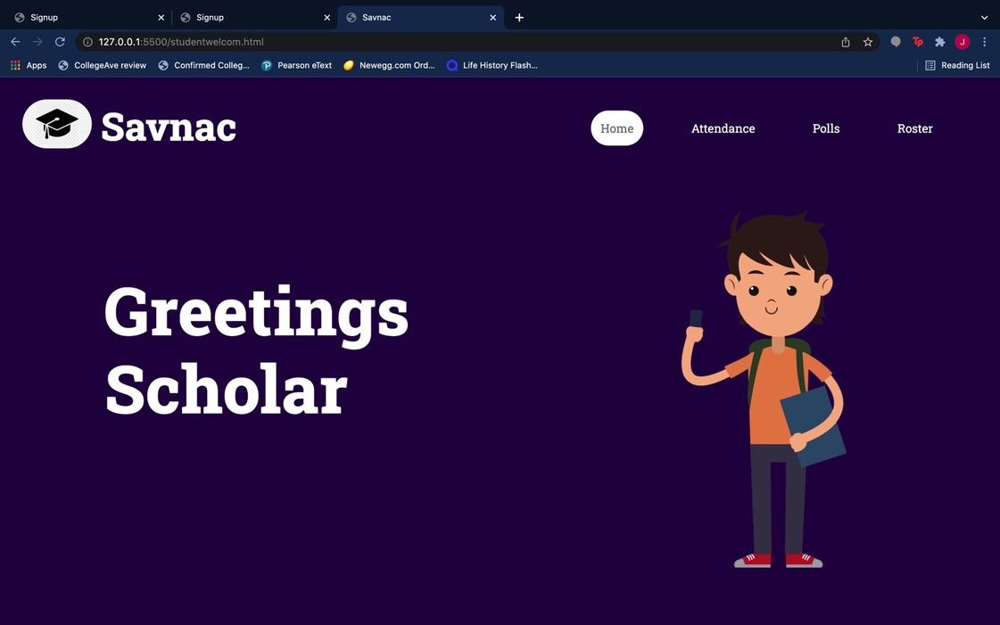 Signup
Signup
Savnac
127.0.0.1:5500/studentwelcom.html
Tp
J
Apps
CollegeAve review
Confirmed Colleg...
Pearson eText
Newegg.com Ord...
Life History Flash...
Reading List
Savnac
Home
Attendance
Polls
Roster
Greetings
Scholar